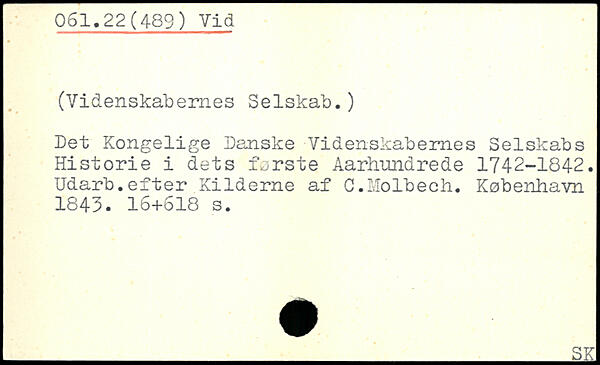 061.22(489) Vid
(Videnskabernes Selskab.)
Det Kongelige Danske Videnskabernes Selskabs
Historie i dets første Aarhundrede 1742-1842.
Udarb.efter Kilderne af C.Molbech. København
1843. 16+618 s.
SK